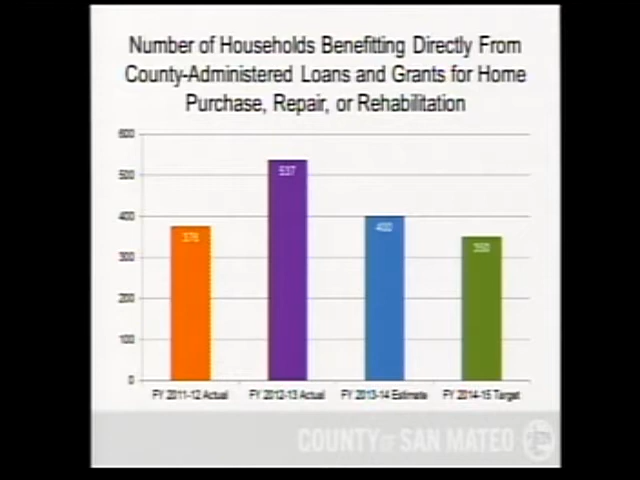 Number of Households Benefitting Directly From
County-Administered Loans and Grants for Home
Purchase, Repair, or Rehabilitation
600
500
400
300
200
100
0
376
537
400
350
FY 2011-12 Actual
FY 2012-13 Actual
FY 2013-14 Estimate
FY 2014-15 Target
COUNTY OF SAN MATEO